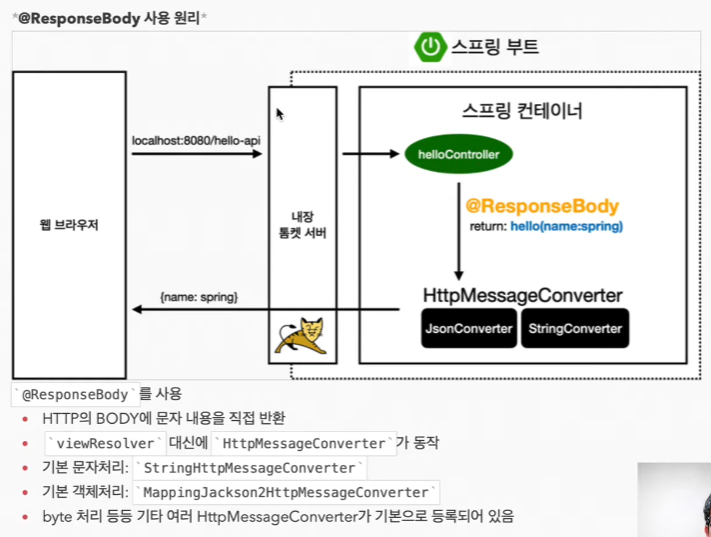 *@ResponseBody 사용 원리*
스프링 부트
스프링 컨테이너
localhost:8080/hello-api
helloController
@ResponseBody
return: hello(name:spring)
웹 브라우저
내장
톰켓 서버
{name: spring}
HttpMessageConverter
JsonConverter
StringConverter
`@ResponseBody`를 사용
• HTTP의 BODY에 문자 내용을 직접 반환
• `viewResolver` 대신에 `HttpMessageConverter`가 동작
• 기본 문자처리: `StringHttpMessageConverter`
• 기본 객체처리: `MappingJackson2HttpMessageConverter`
• byte 처리 등등 기타 여러 HttpMessageConverter가 기본으로 등록되어 있음